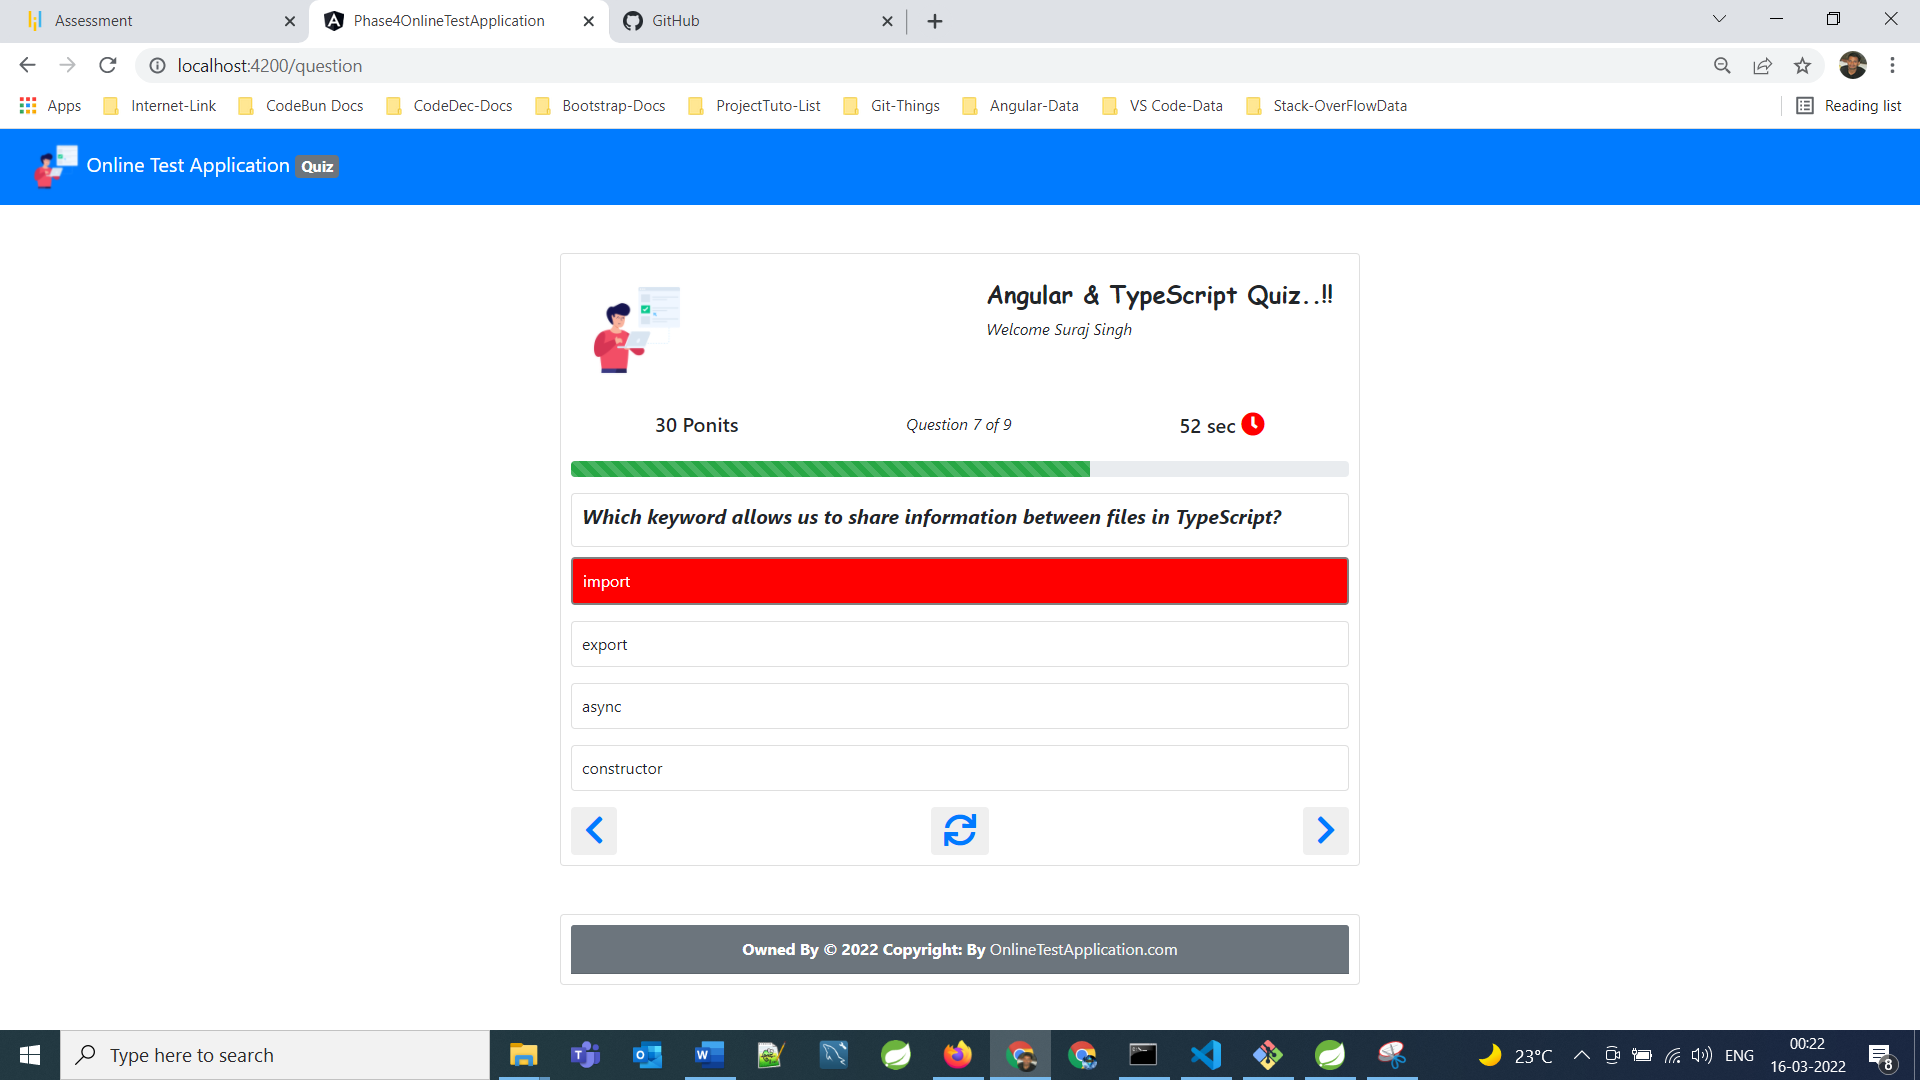 Assessment
Phase4OnlineTestApplication
GitHub
localhost:4200/question
Apps
Internet-Link
CodeBun Docs
CodeDec-Docs
Bootstrap-Docs
ProjectTuto-List
Git-Things
Angular-Data
VS Code-Data
Stack-OverFlowData
Reading list
Online Test Application Quiz
Angular & TypeScript Quiz..!!
Welcome Suraj Singh
30 Ponits
Question 7 of 9
52 sec
Which keyword allows us to share information between files in TypeScript?
import
export
async
constructor
Owned By © 2022 Copyright: By OnlineTestApplication.com
Type here to search
23°C
ENG
00:22
16-03-2022
8